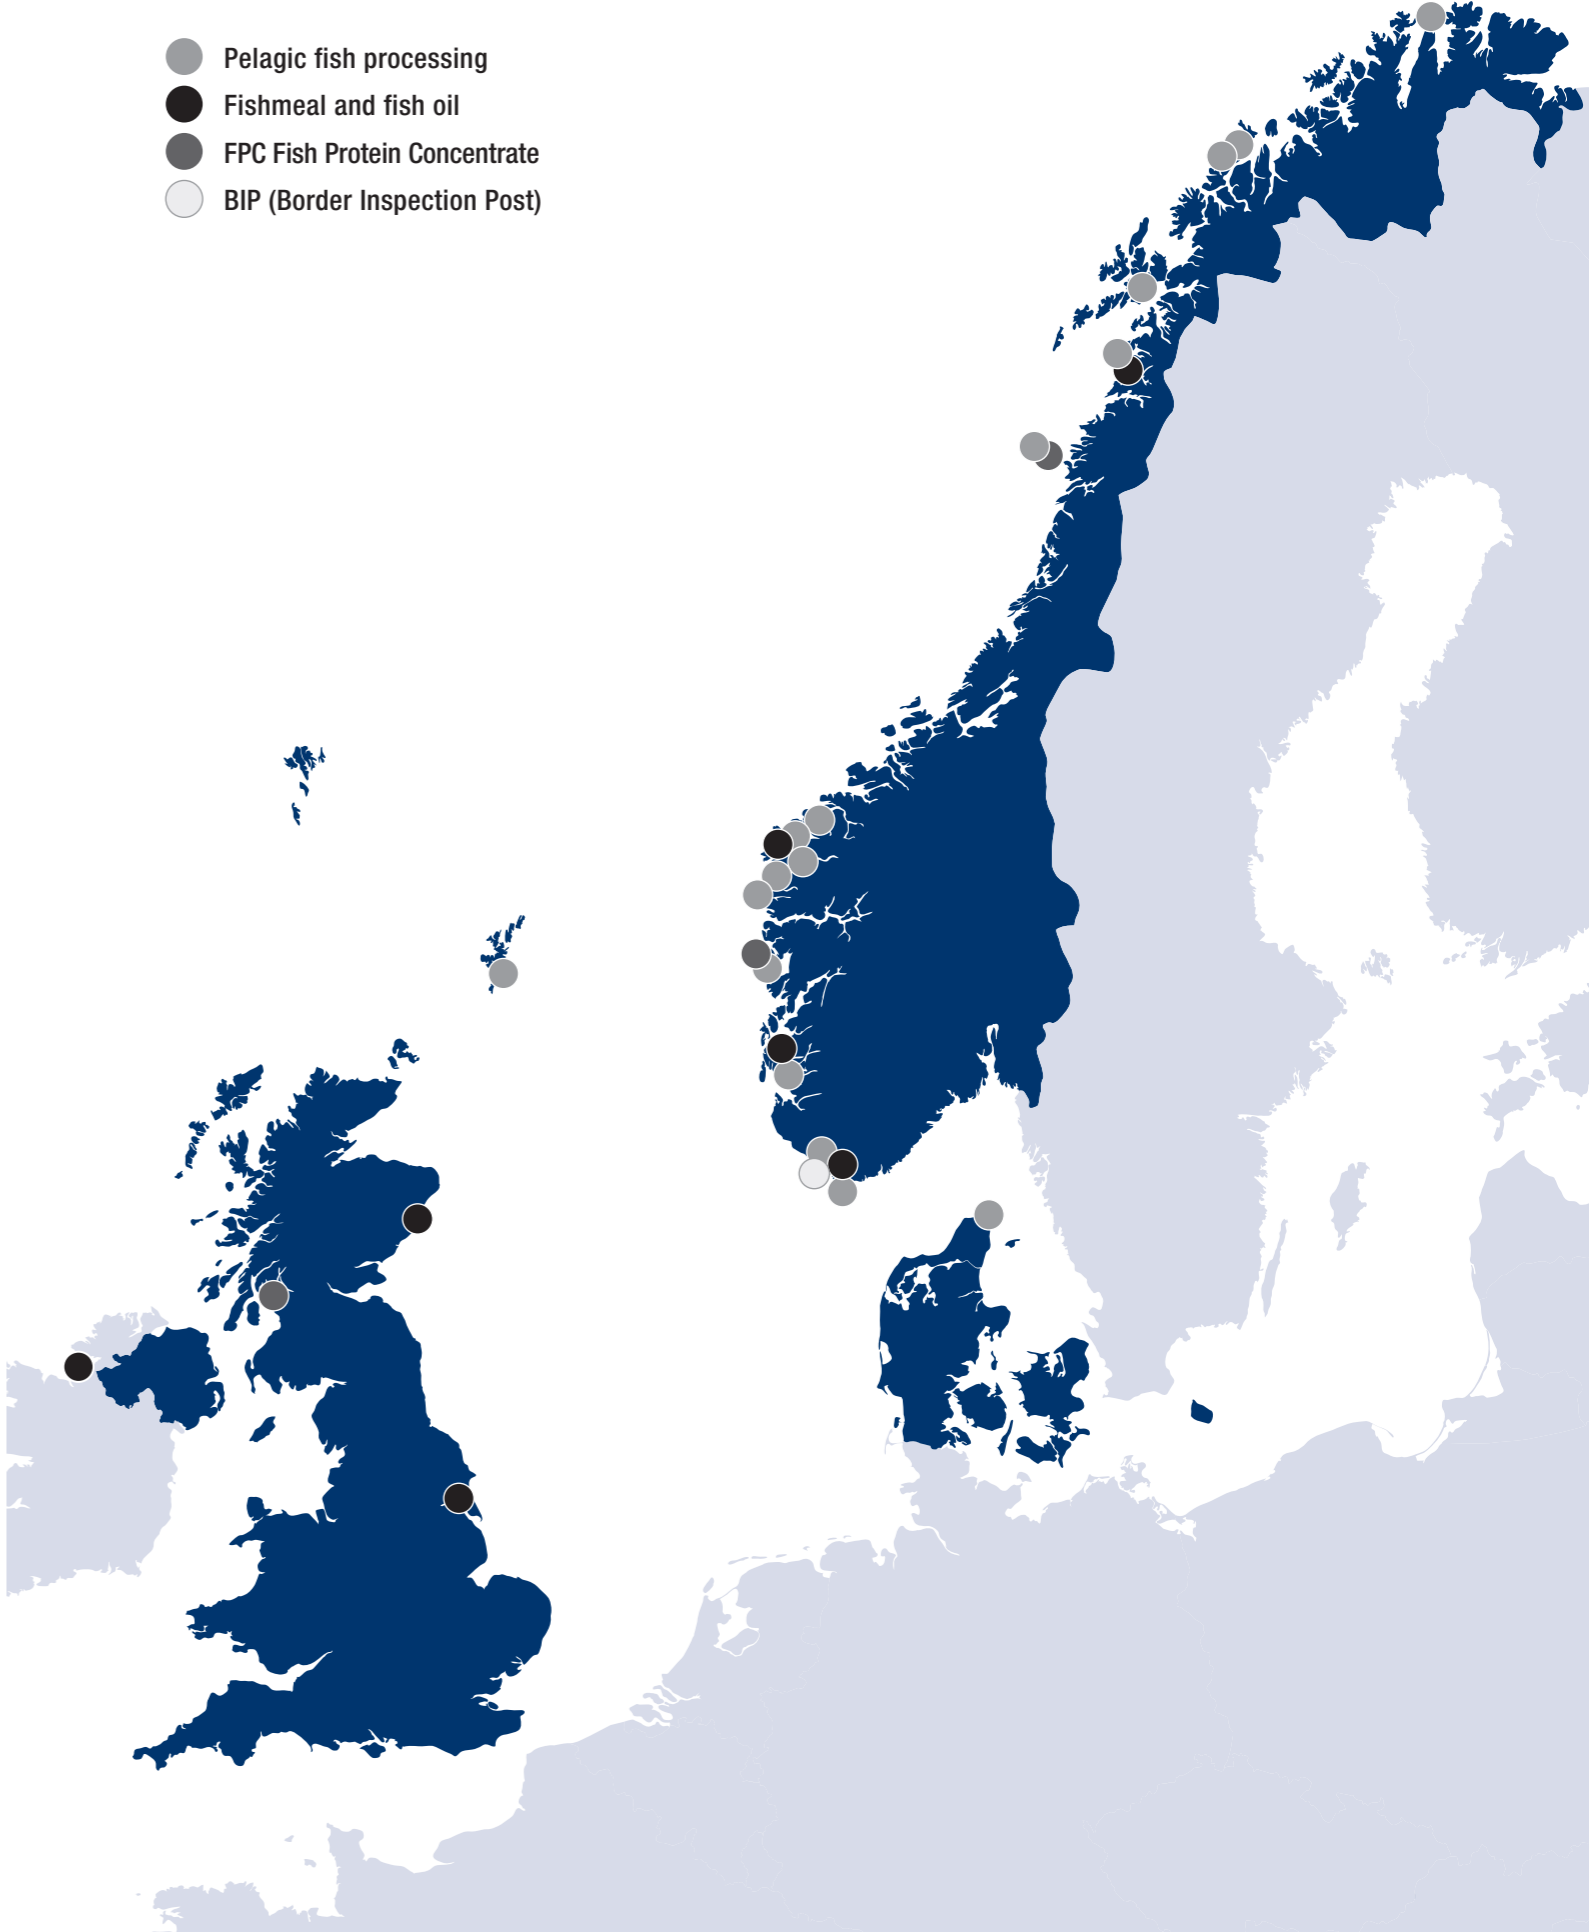 Pelagic fish processing
Fishmeal and fish oil
FPC Fish Protein Concentrate
BIP (Border Inspection Post)